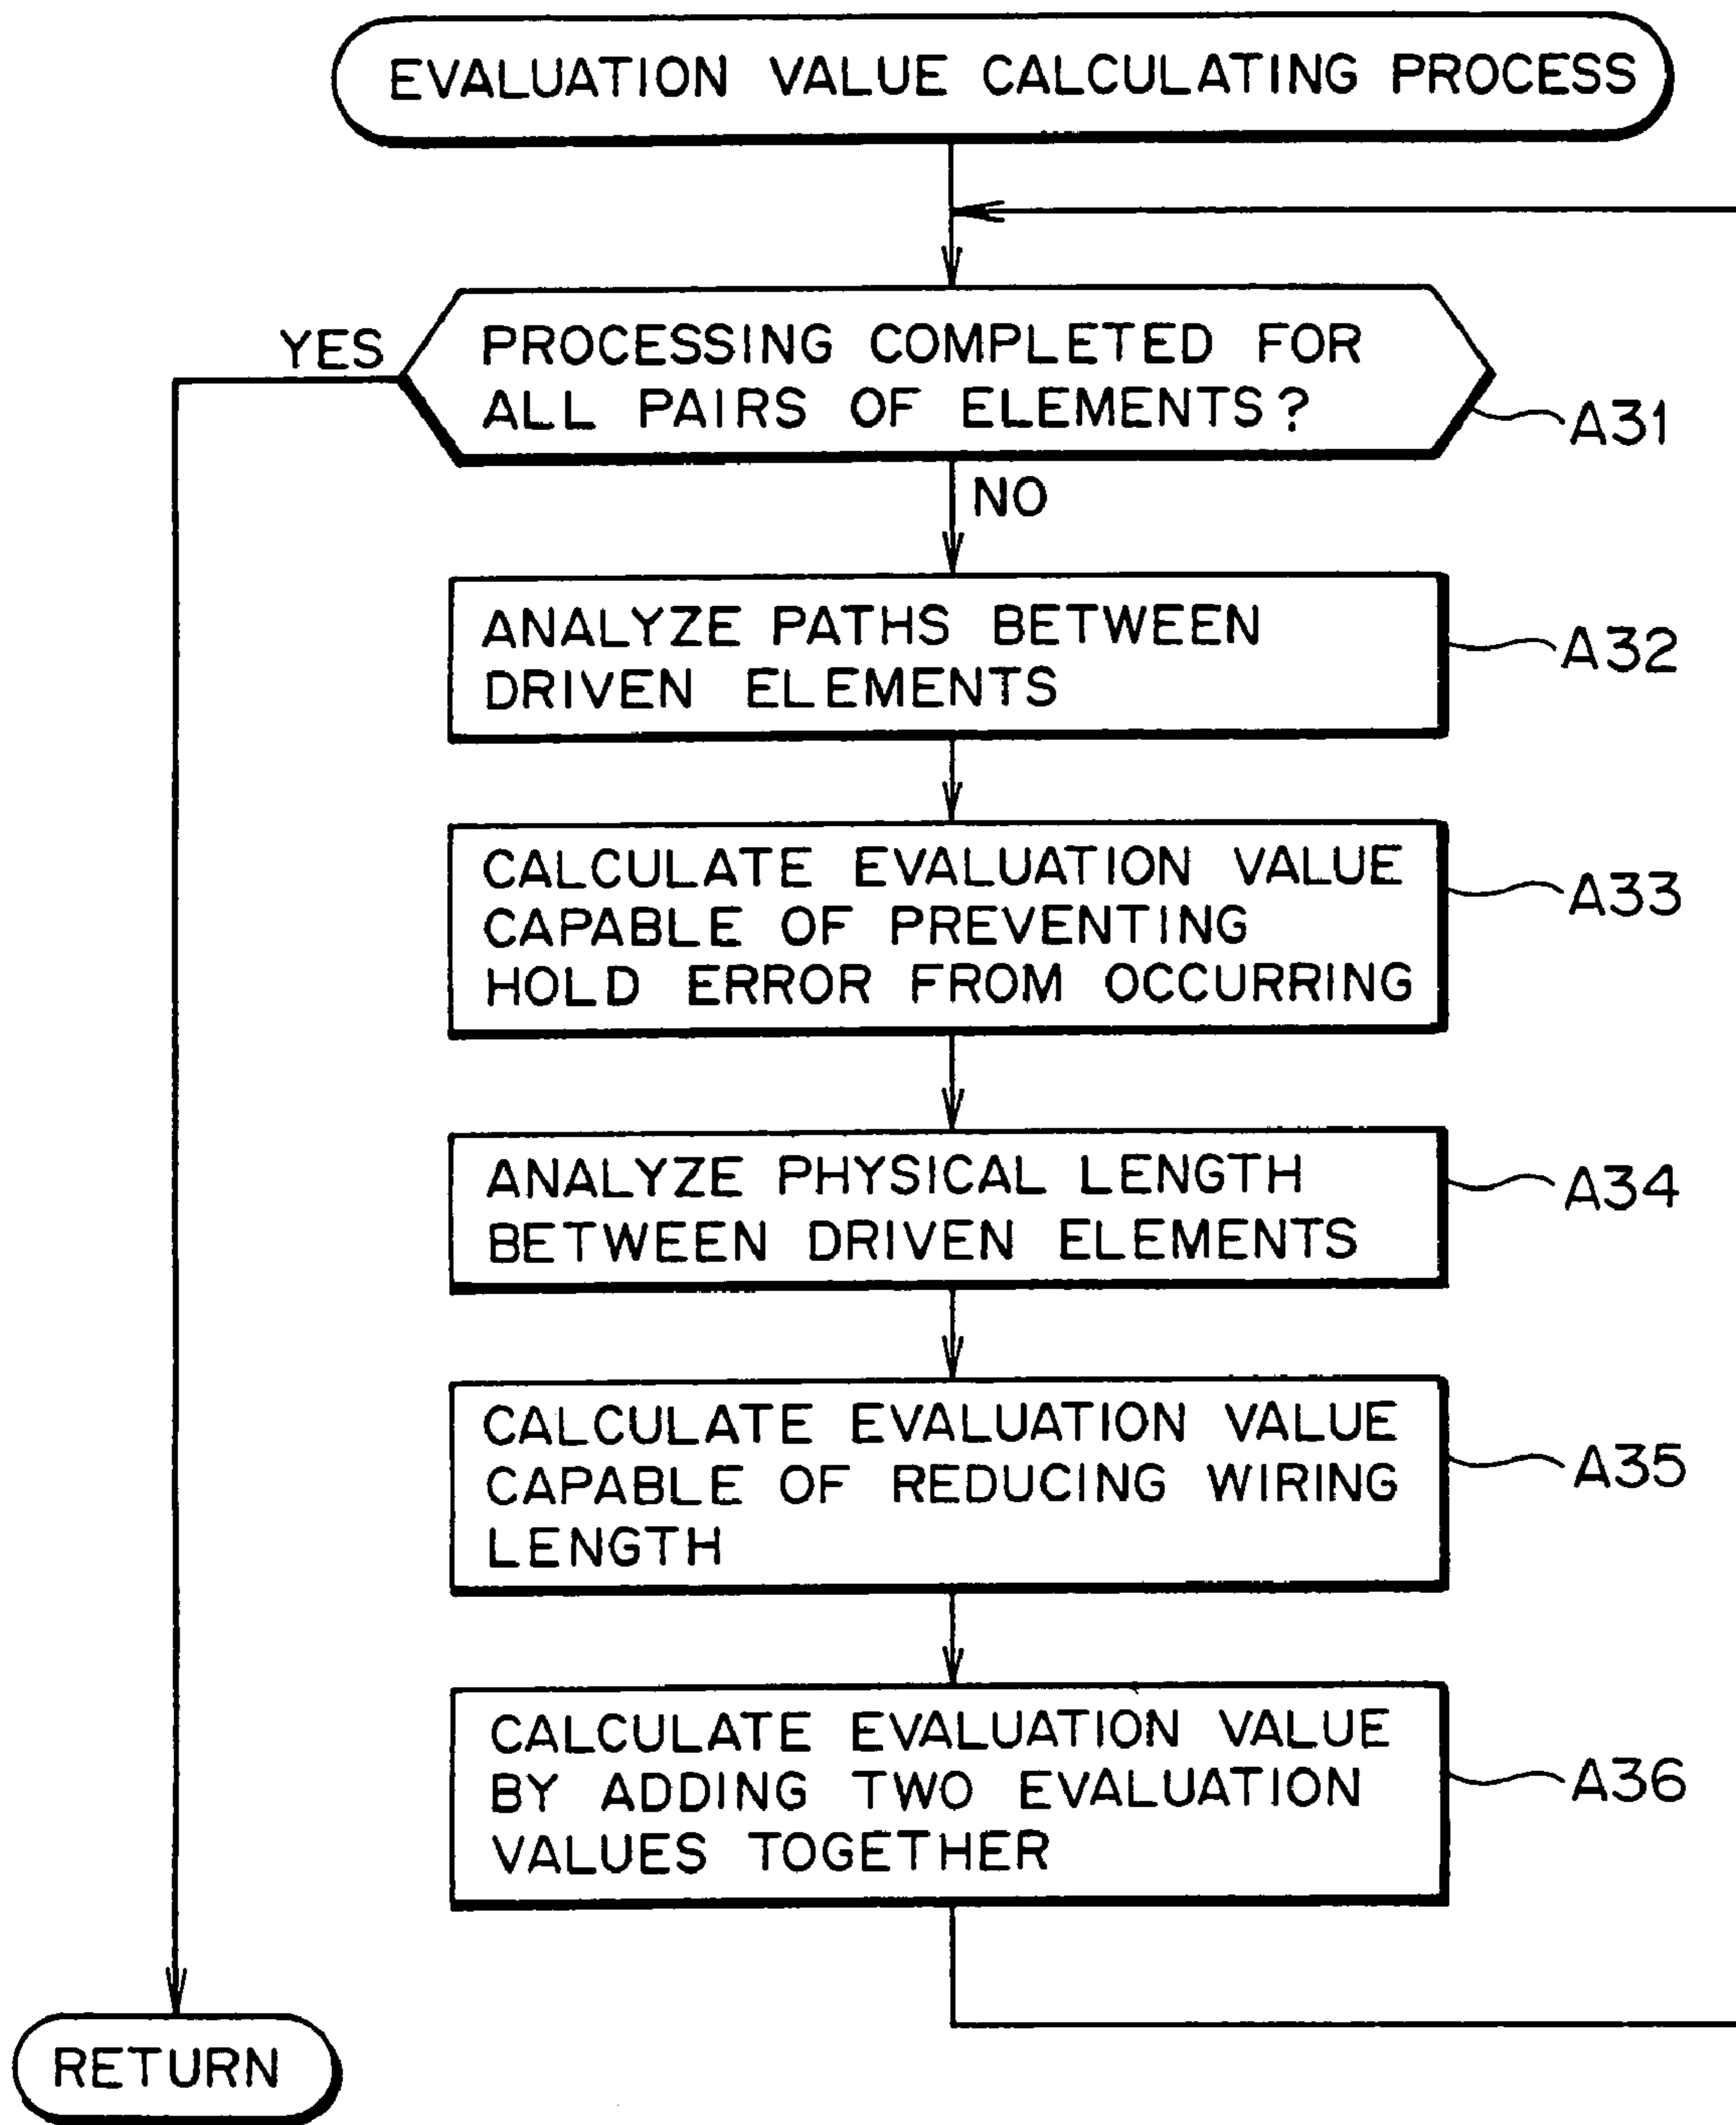 EVALUATION VALUE CALCULATING PROCESS
YES
PROCESSING COMPLETED FOR
ALL PAIRS OF ELEMENTS?
A31
NO
ANALYZE PATHS BETWEEN
DRIVEN ELEMENTS
A32
CALCULATE EVALUATION VALUE
CAPABLE OF PREVENTING
HOLD ERROR FROM OCCURRING
A33
ANALYZE PHYSICAL LENGTH
BETWEEN DRIVEN ELEMENTS
A34
CALCULATE EVALUATION VALUE
CAPABLE OF REDUCING WIRING
LENGTH
A35
CALCULATE EVALUATION VALUE
BY ADDING TWO EVALUATION
VALUES TOGETHER
A36
RETURN